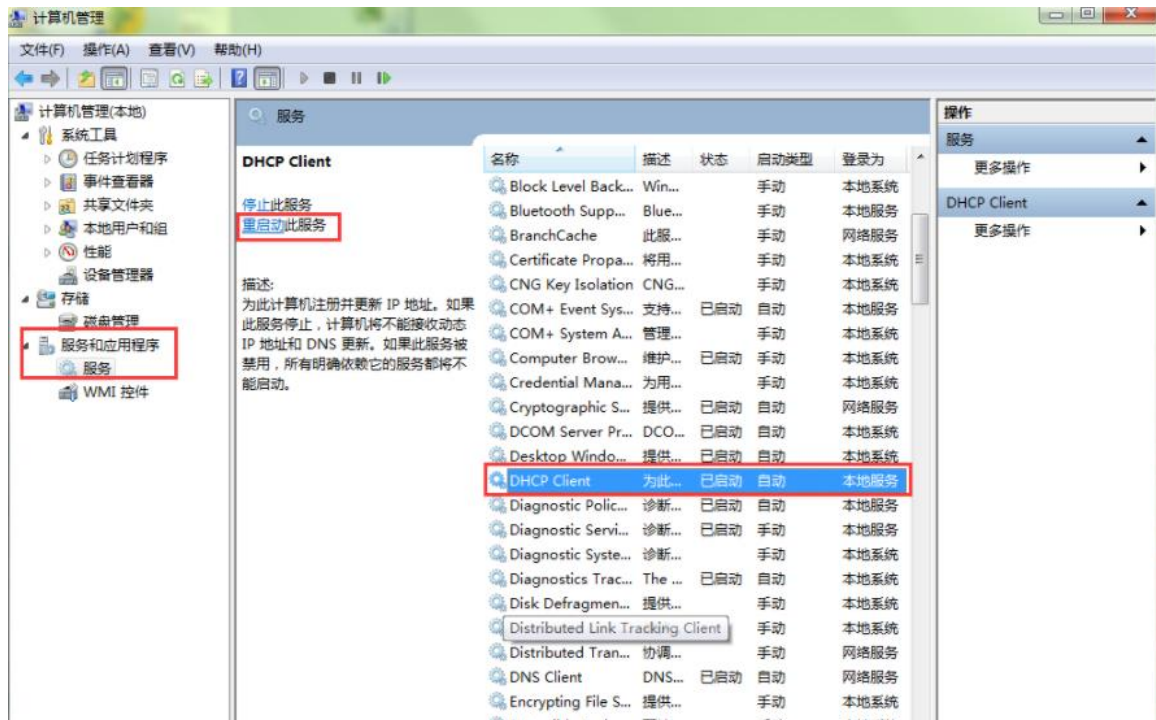 计算机管理
文件(F) 操作(A) 查看(V) 帮助(H)
计算机管理(本地)
系统工具
任务计划程序
事件查看器
共享文件夹
本地用户和组
性能
设备管理器
存储
磁盘管理
服务和应用程序
服务
WMI 控件
服务
DHCP Client
停止此服务
重启动此服务
描述:
为此计算机注册并更新 IP 地址。如果
此服务停止，计算机将不能接收动态
IP 地址和 DNS 更新。如果此服务被
禁用，所有明确依赖它的服务都将不
能启动。
名称 描述 状态 启动类型 登录为
Block Level Back... Win... 手动 本地系统
Bluetooth Supp... Blue... 手动 本地服务
BranchCache 此服... 手动 网络服务
Certificate Propa... 将用... 手动 本地系统
CNG Key Isolation CNG... 手动 本地系统
COM+ Event Sys... 支持... 已启动 自动 本地服务
COM+ System A... 管理... 手动 本地系统
Computer Brow... 维护... 已启动 手动 本地系统
Credential Mana... 为用... 手动 本地系统
Cryptographic S... 提供... 已启动 自动 网络服务
DCOM Server Pr... DCO... 已启动 自动 本地系统
Desktop Windo... 提供... 已启动 自动 本地系统
DHCP Client 为此... 已启动 自动 本地服务
Diagnostic Polic... 诊断... 已启动 自动 本地服务
Diagnostic Servi... 诊断... 已启动 手动 本地服务
Diagnostic Syste... 诊断... 手动 本地系统
Diagnostics Trac... The ... 已启动 自动 本地系统
Disk Defragmen... 提供... 手动 本地系统
Distributed Link Tracking Client 手动 本地系统
Distributed Tran... 协调... 手动 网络服务
DNS Client DNS... 已启动 自动 网络服务
Encrypting File S... 提供... 手动 本地系统
操作
服务
更多操作
DHCP Client
更多操作